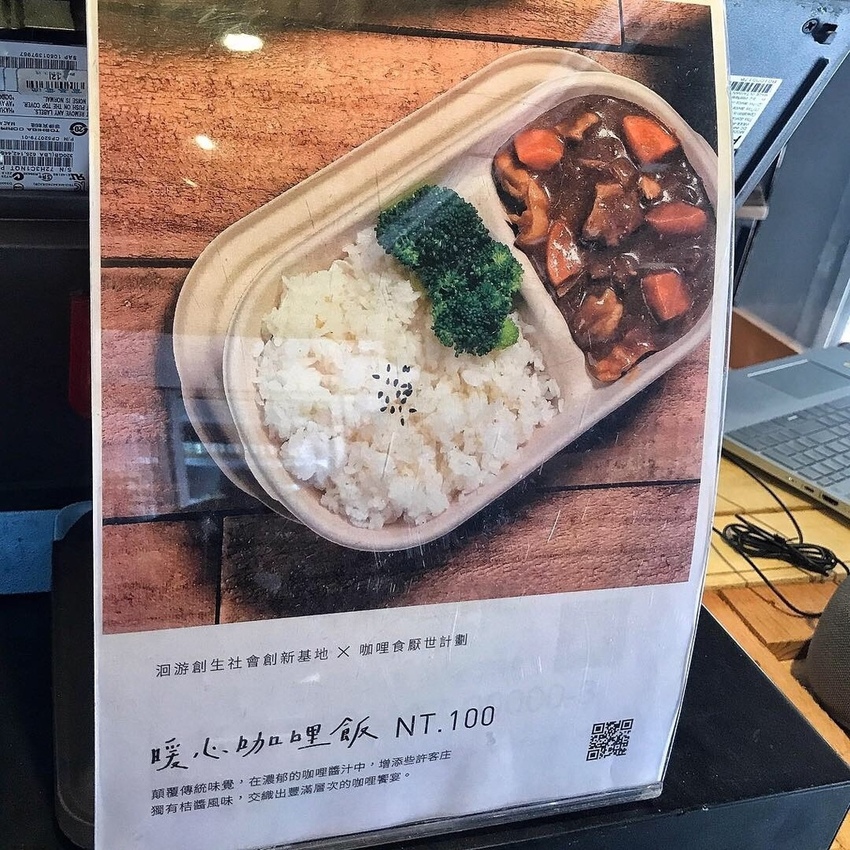 洄游創生社會創新基地 × 咖哩食厭世計劃
暖心咖哩飯 NT.100
顛覆傳統味覺，在濃郁的咖哩醬汁中，增添些許客庄
獨有桔醬風味，交織出豐滿層次的咖哩饗宴。